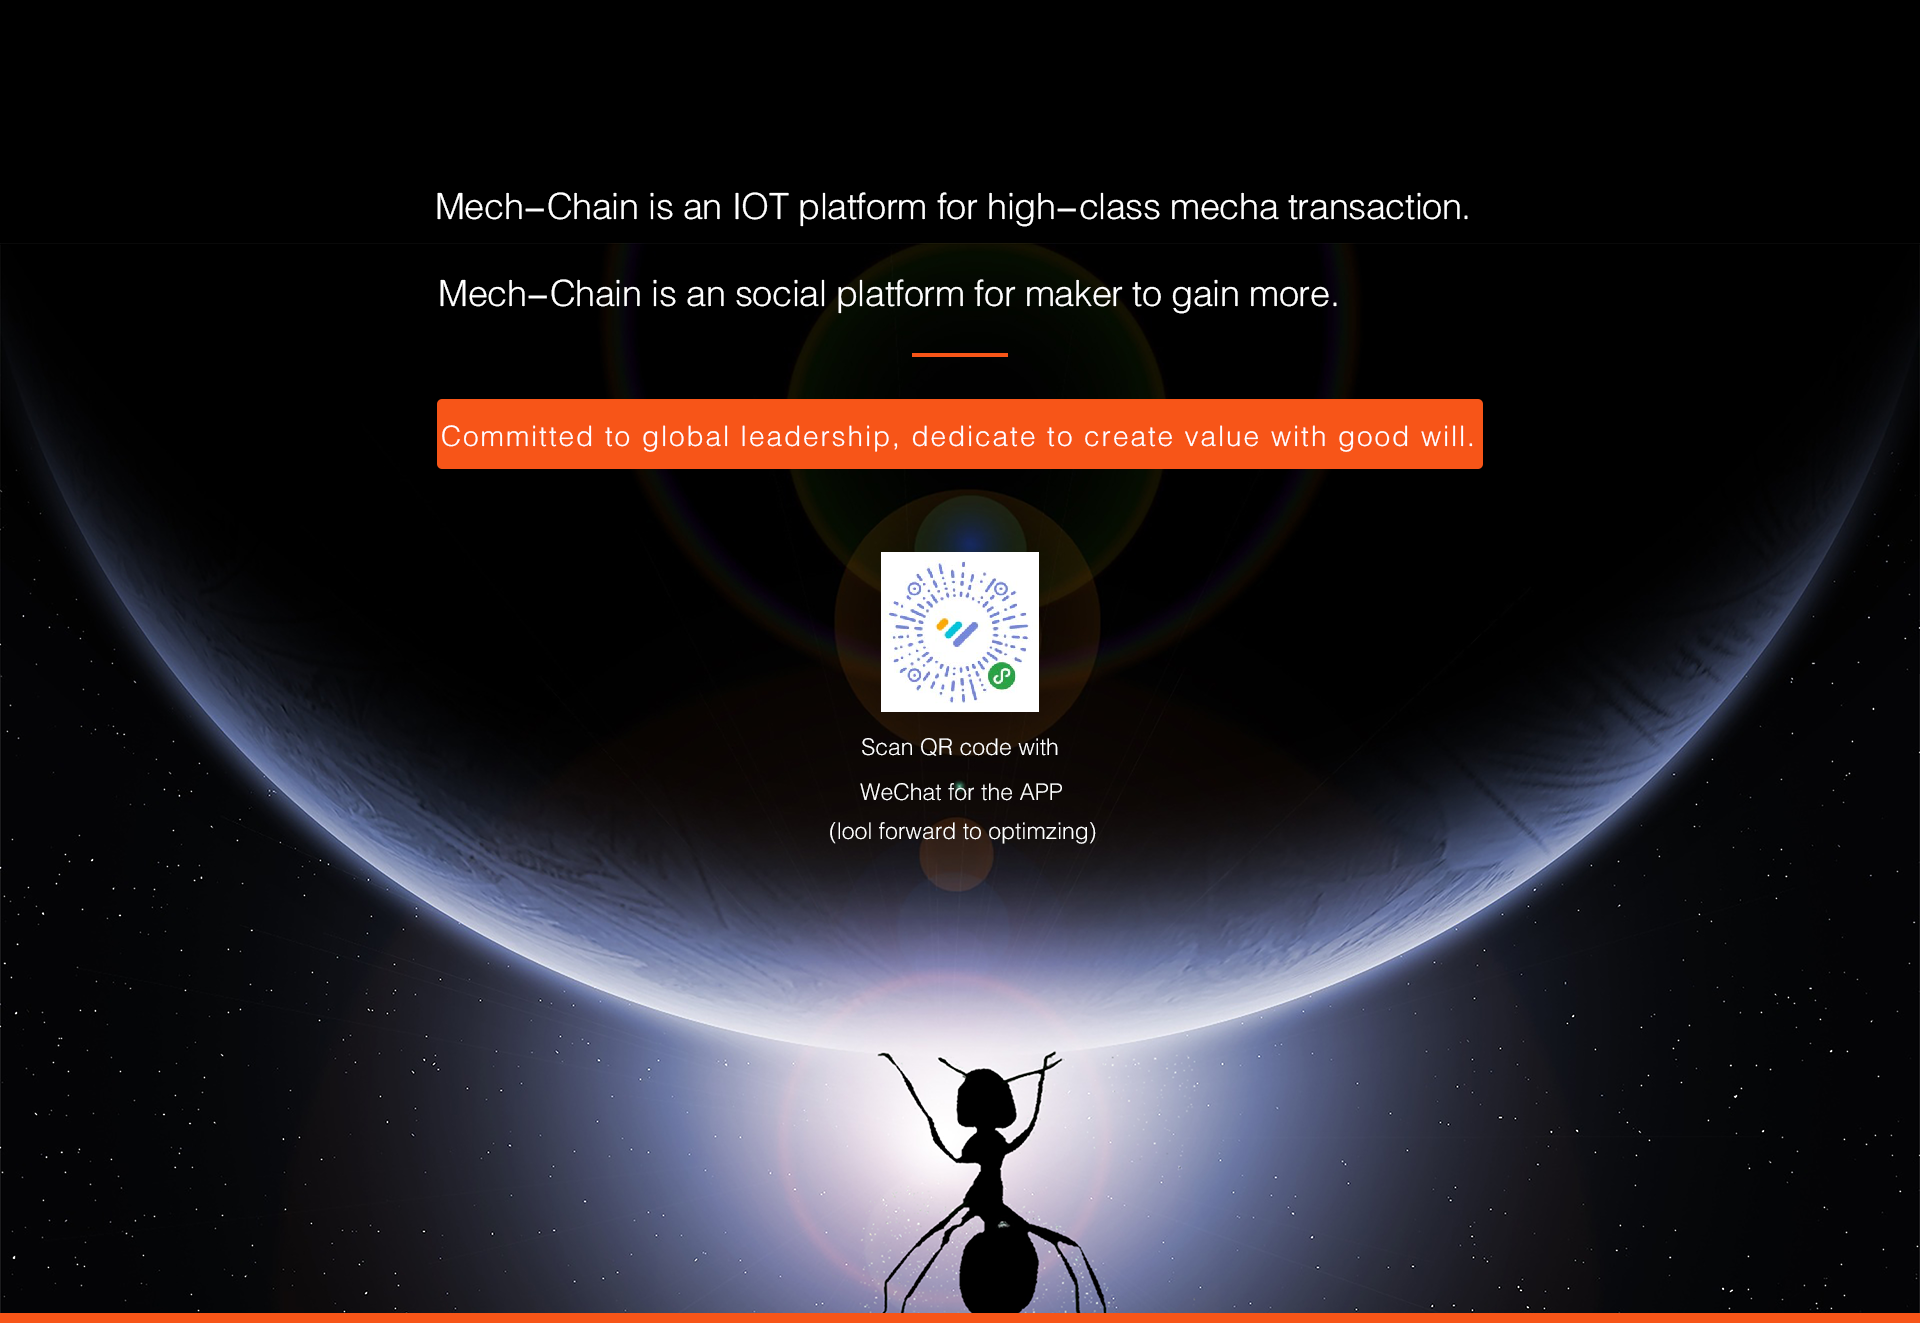 Mech-Chain is an IOT platform for high-class mecha transaction.
Mech-Chain is an social platform for maker to gain more.
Committed to global leadership, dedicate to create value with good will.
Scan QR code with
WeChat for the APP
(lool forward to optimzing)